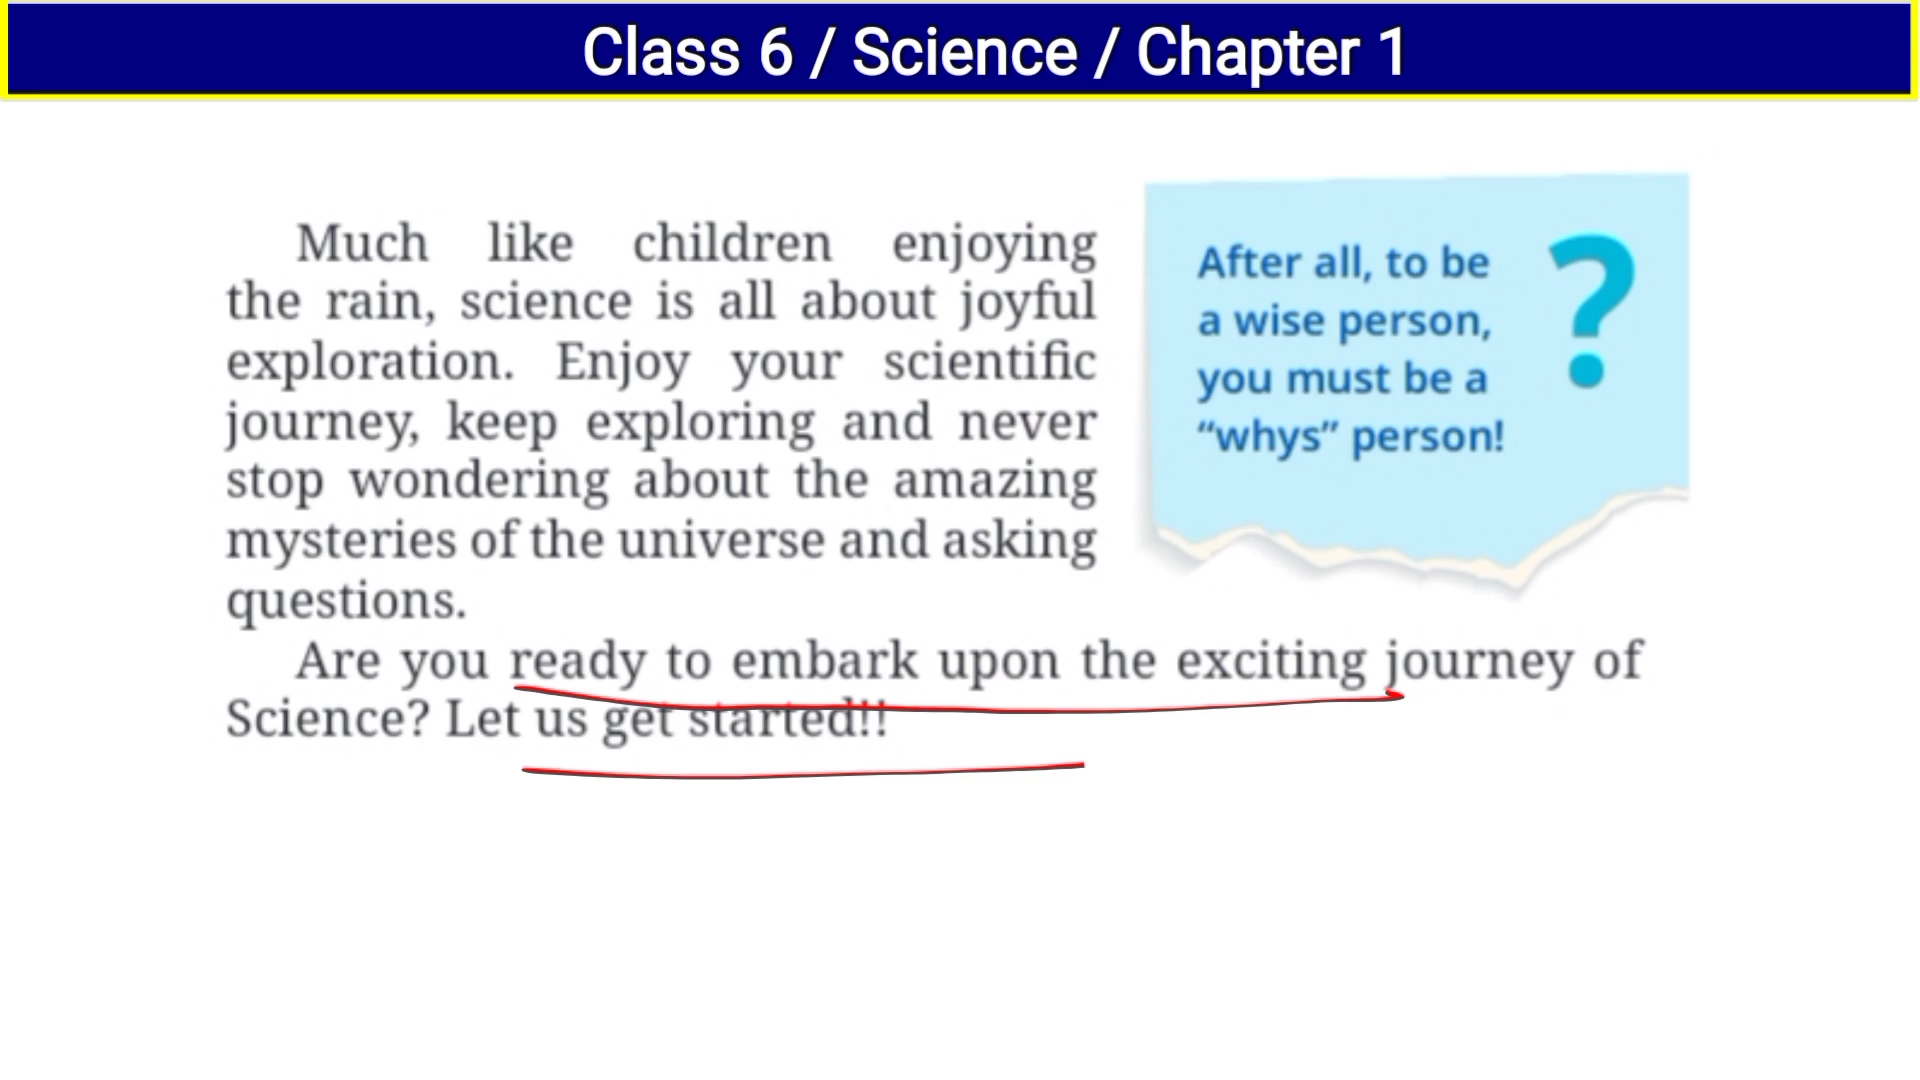 Class 6 / Science / Chapter 1
Much like children enjoying
the rain, science is all about joyful
exploration. Enjoy your scientific
journey, keep exploring and never
stop wondering about the amazing
mysteries of the universe and asking
questions.
After all, to be
a wise person,
you must be a
“whys” person!
?
Are you ready to embark upon the exciting journey of
Science? Let us get started!!